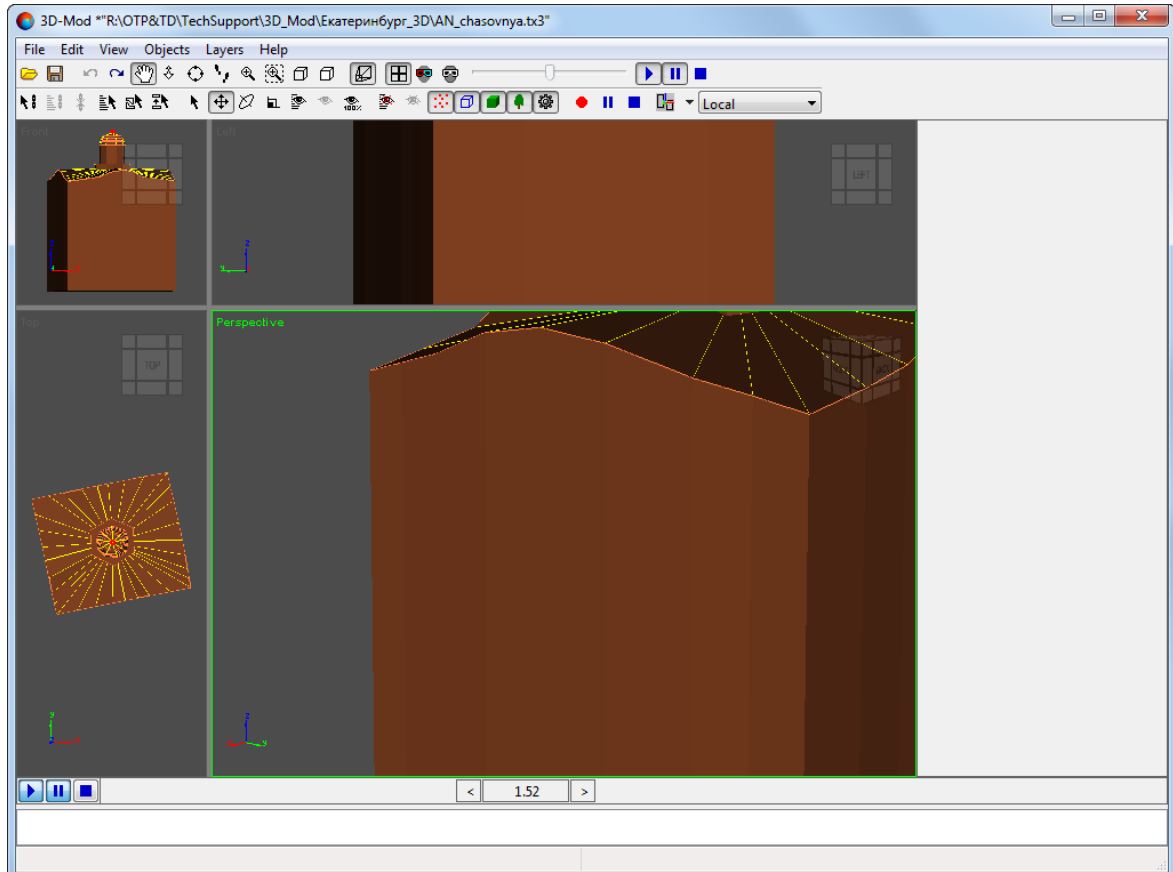 3D-Mod *"R:\OTP&TD\TechSupport\3D_Mod\Екатеринбург_3D\AN_chasovnya.tx3"
File Edit View Objects Layers Help
100% Local
Front Left
LEFT
z
x
z
y
Top Perspective
TOP
y
x
z
x y
< 1.52 >